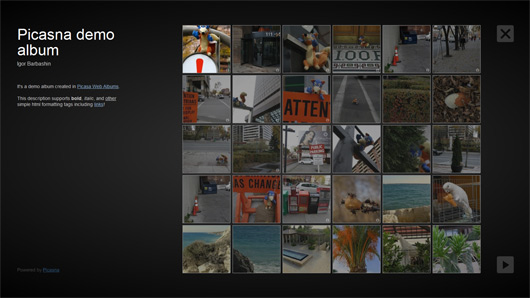 Picasna demo
album
Igor Barbashin
It's a demo album created in Picasa Web Albums.
This description supports bold, italic, and other
simple html formatting tags including links!
ATTEN
AS CHANGE
Powered by Picasna